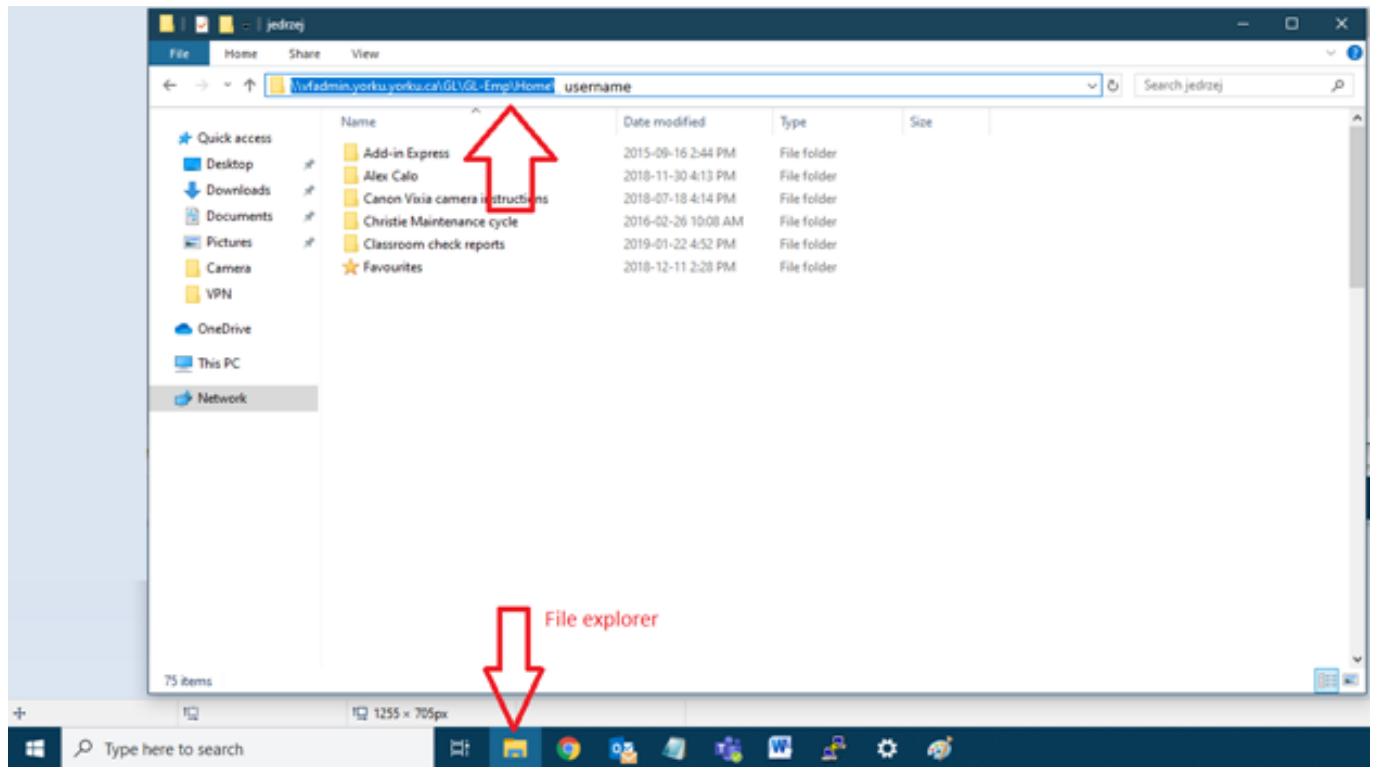 jedrzej
File Home Share View
\\vfadmin.yorku.yorku.ca\GL\GL-Emp\Home\ username
Search jedrzej
Name Date modified Type Size
Quick access
Desktop
Downloads
Documents
Pictures
Camera
VPN
OneDrive
This PC
Network
Add-in Express 2015-09-16 2:44 PM File folder
Alex Calo 2018-11-30 4:13 PM File folder
Canon Vixia camera instructions 2018-07-18 4:14 PM File folder
Christie Maintenance cycle 2016-02-26 10:08 AM File folder
Classroom check reports 2019-01-22 4:52 PM File folder
Favourites 2018-12-11 2:28 PM File folder
File explorer
75 items
1255 × 705px
Type here to search